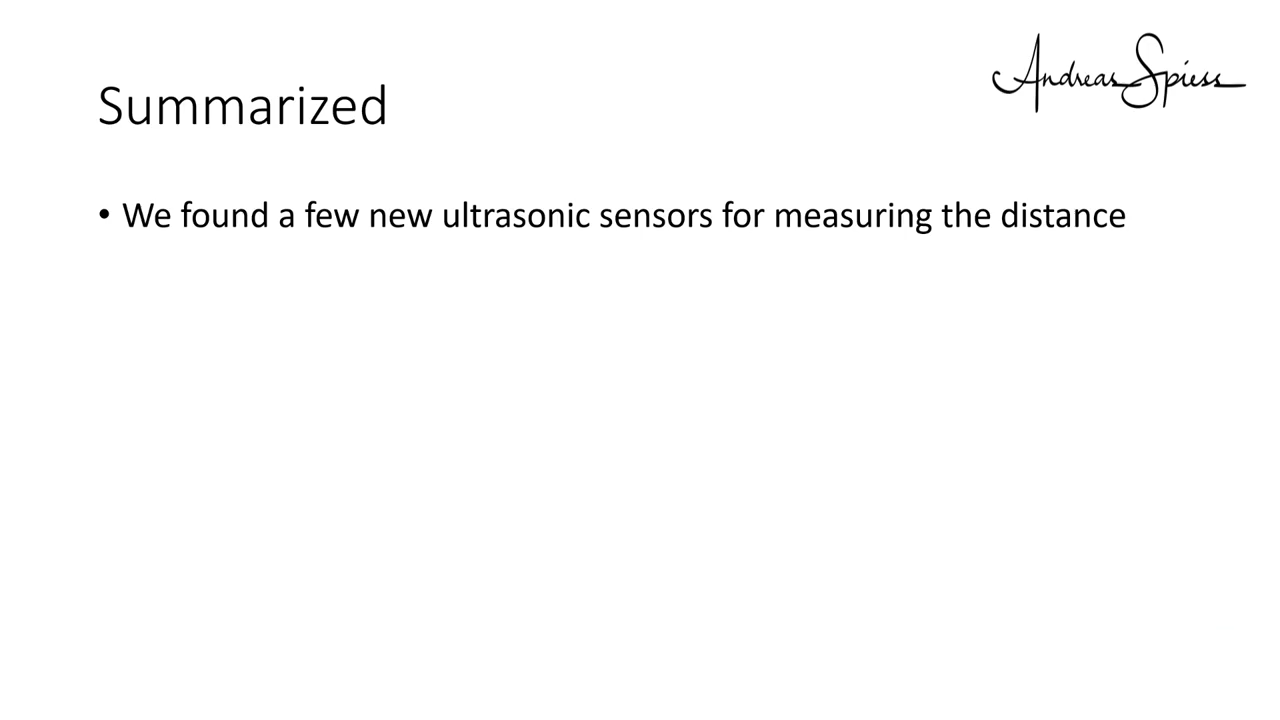 Andreas Spiess
Summarized
• We found a few new ultrasonic sensors for measuring the distance